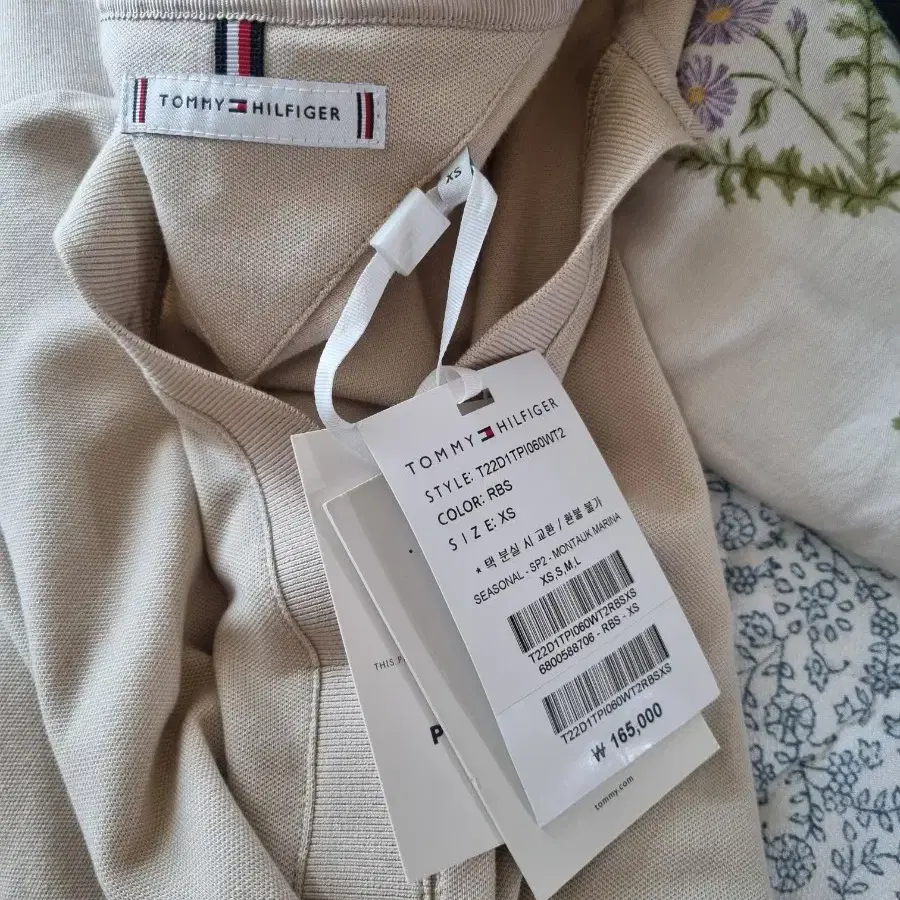 TOMMY HILFIGER
XS
TOMMY HILFIGER
STYLE: T22D1TPI060WT2
COLOR: RBS
SIZE: XS
* 택 분실 시 교환 / 환불 불가
SEASONAL - SP2 - MONTAUK MARINA
XS,S,M,L
T22D1TPI060WT2RBSXS
6800588706 - RBS - XS
T22D1TPI060WT2RBSXS
₩ 165,000
THIS P
P
tommy.com